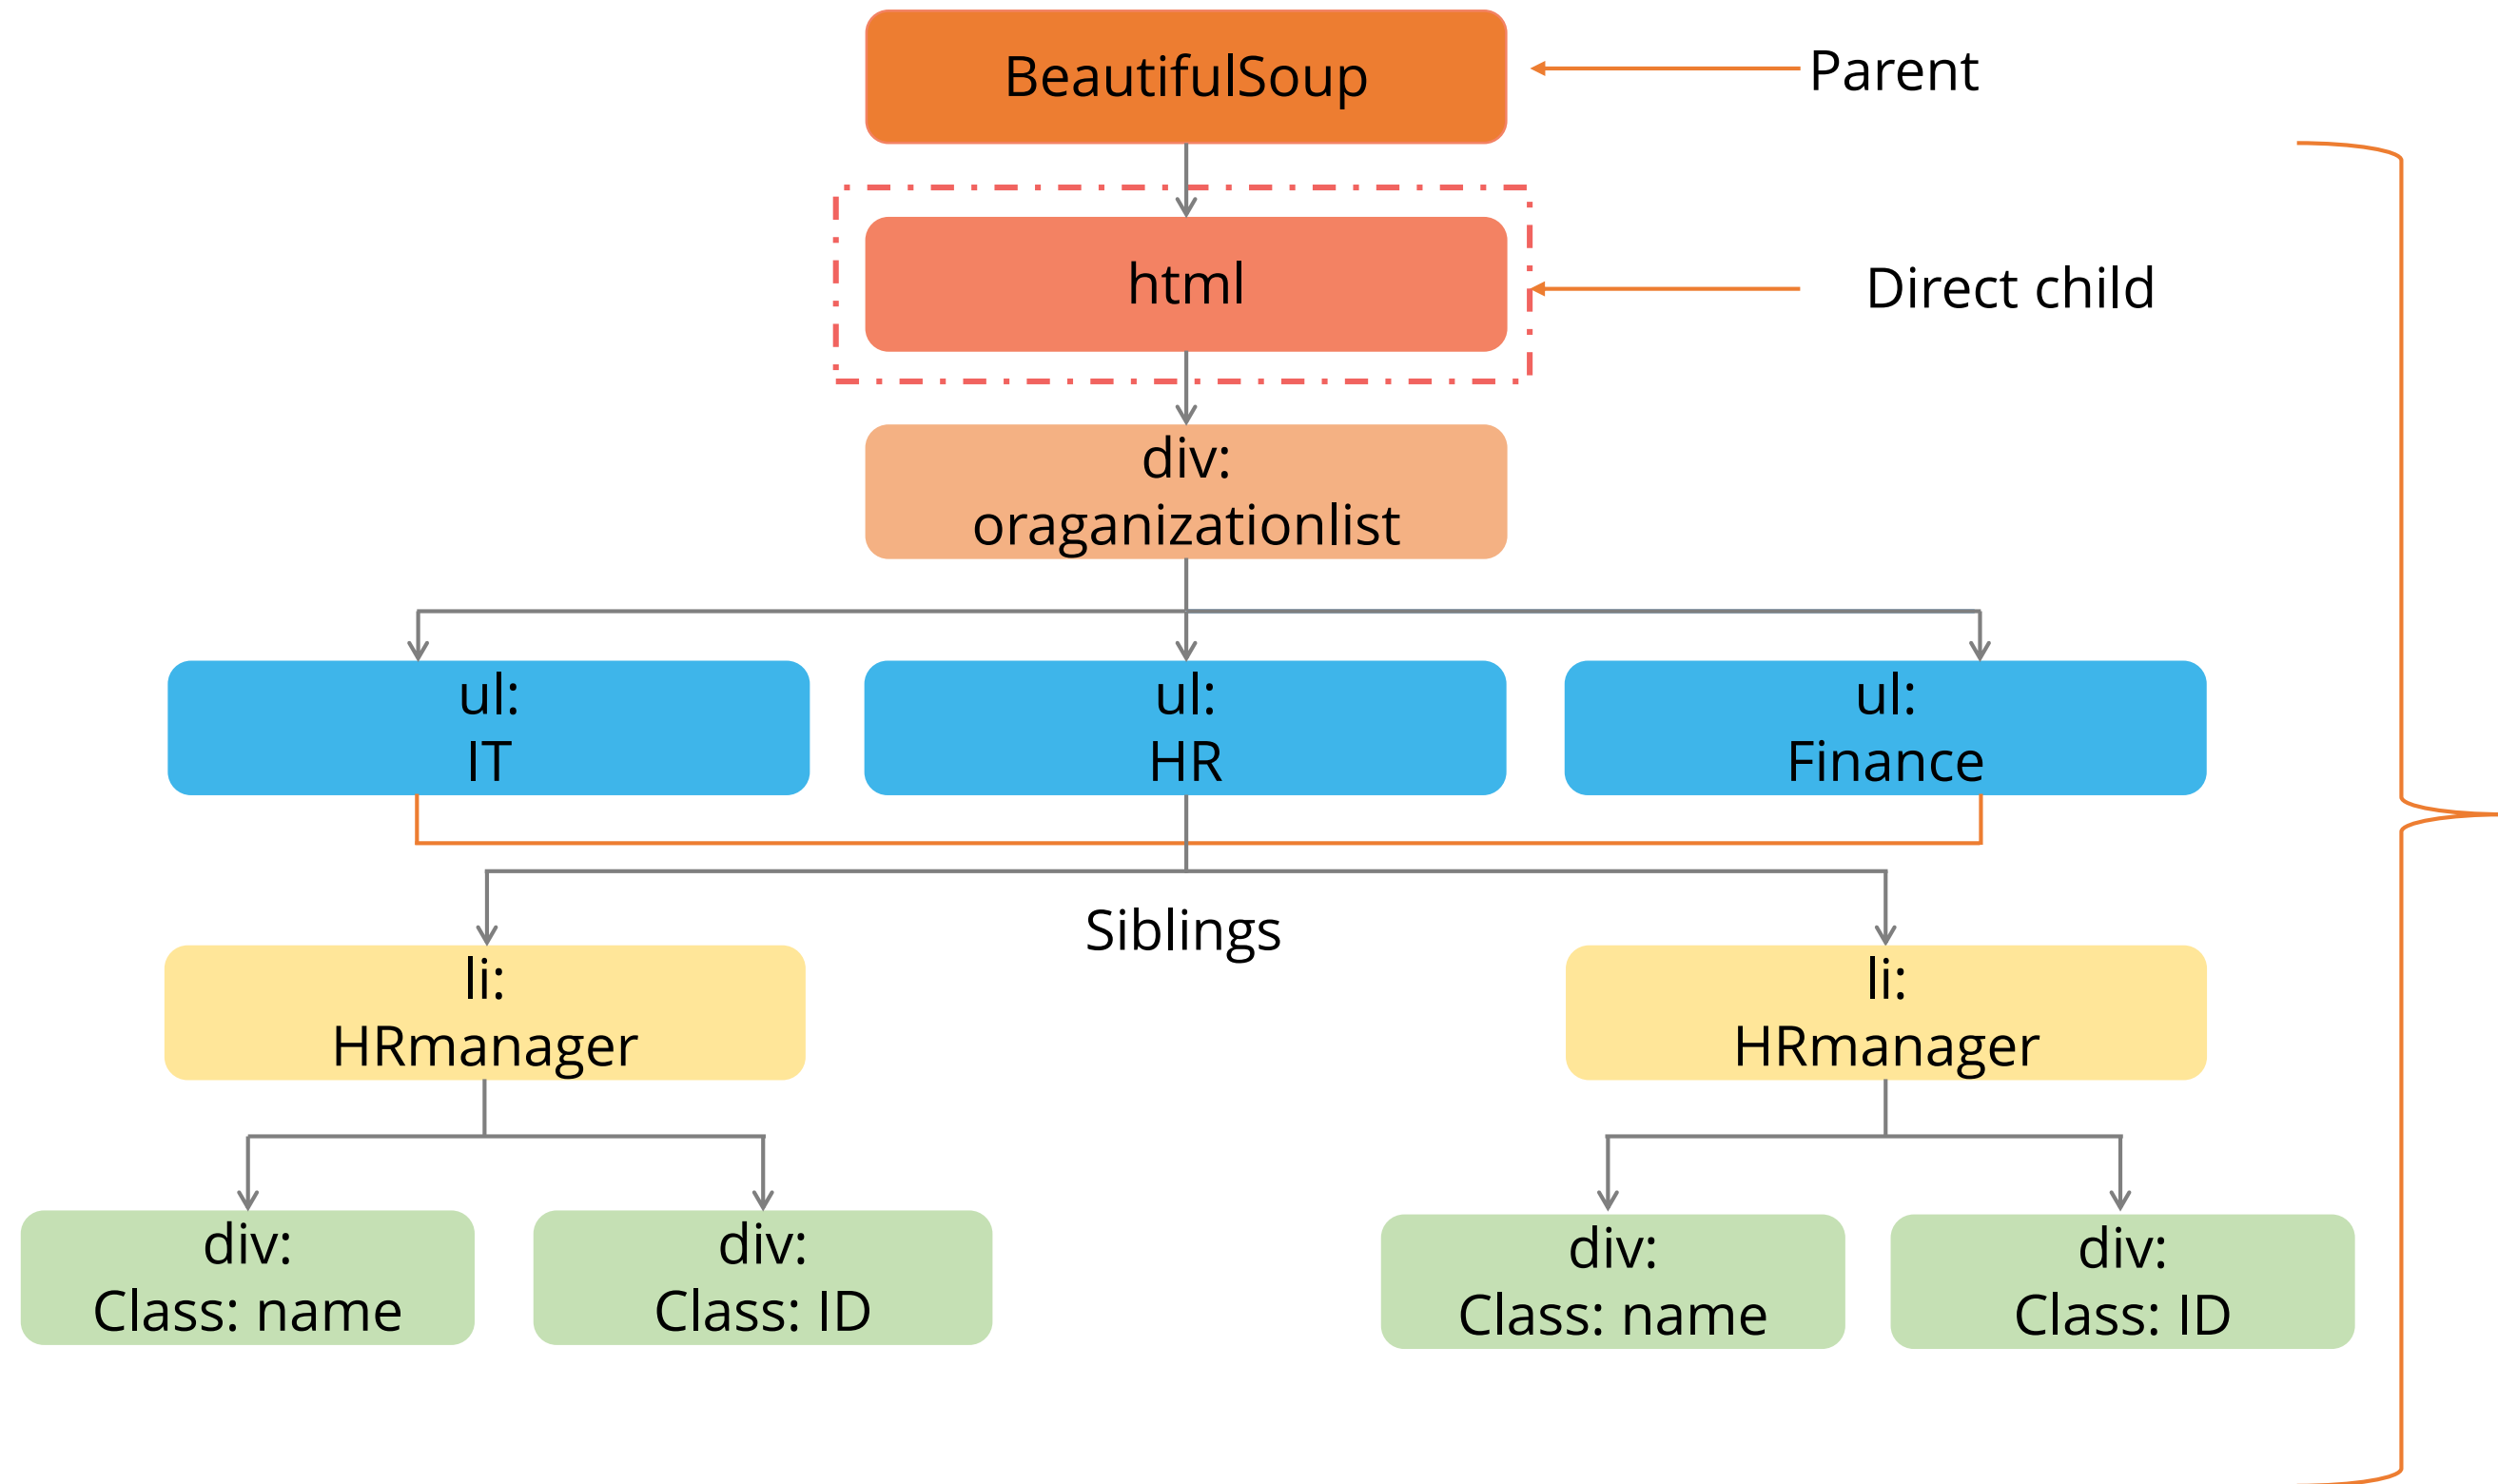 BeautifulSoup
Parent
html
Direct child
div:
oraganizationlist
ul:
IT
ul:
HR
ul:
Finance
Siblings
li:
HRmanager
li:
HRmanager
div:
Class: name
div:
Class: ID
div:
Class: name
div:
Class: ID